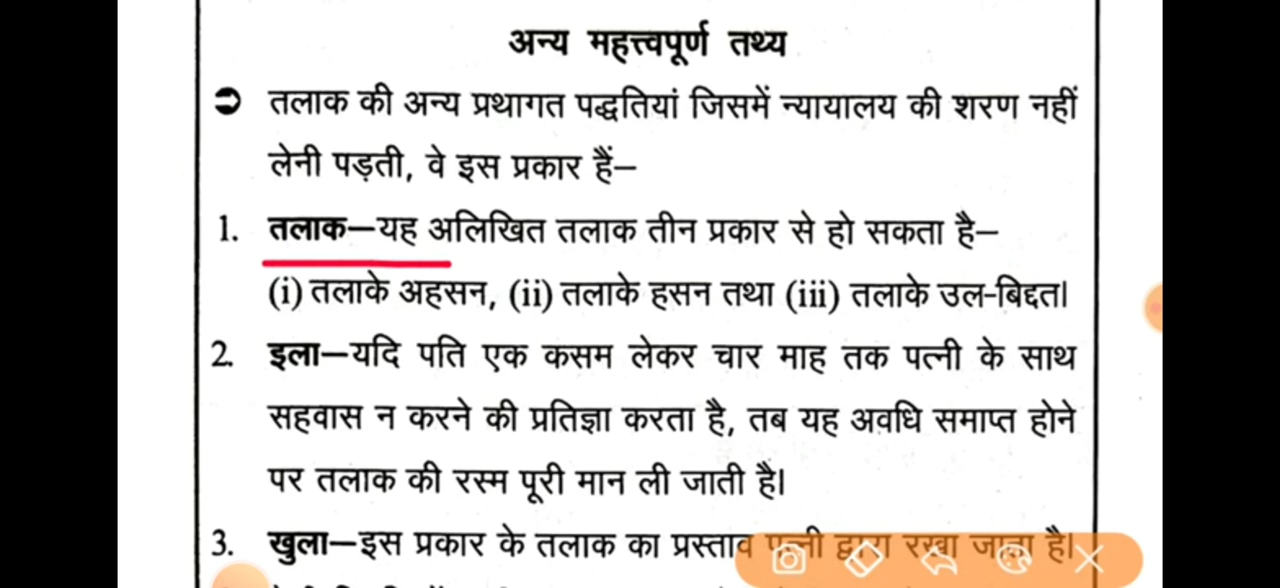 अन्य महत्त्वपूर्ण तथ्य
➲ तलाक की अन्य प्रथागत पद्धतियां जिसमें न्यायालय की शरण नहीं
लेनी पड़ती, वे इस प्रकार हैं–
1. तलाक–यह अलिखित तलाक तीन प्रकार से हो सकता है–
(i) तलाके अहसन, (ii) तलाके हसन तथा (iii) तलाके उल-बिद्दत।
2. इला–यदि पति एक कसम लेकर चार माह तक पत्नी के साथ
सहवास न करने की प्रतिज्ञा करता है, तब यह अवधि समाप्त होने
पर तलाक की रस्म पूरी मान ली जाती है।
3. खुला–इस प्रकार के तलाक का प्रस्ताव पत्नी द्वारा रखा जाता है।